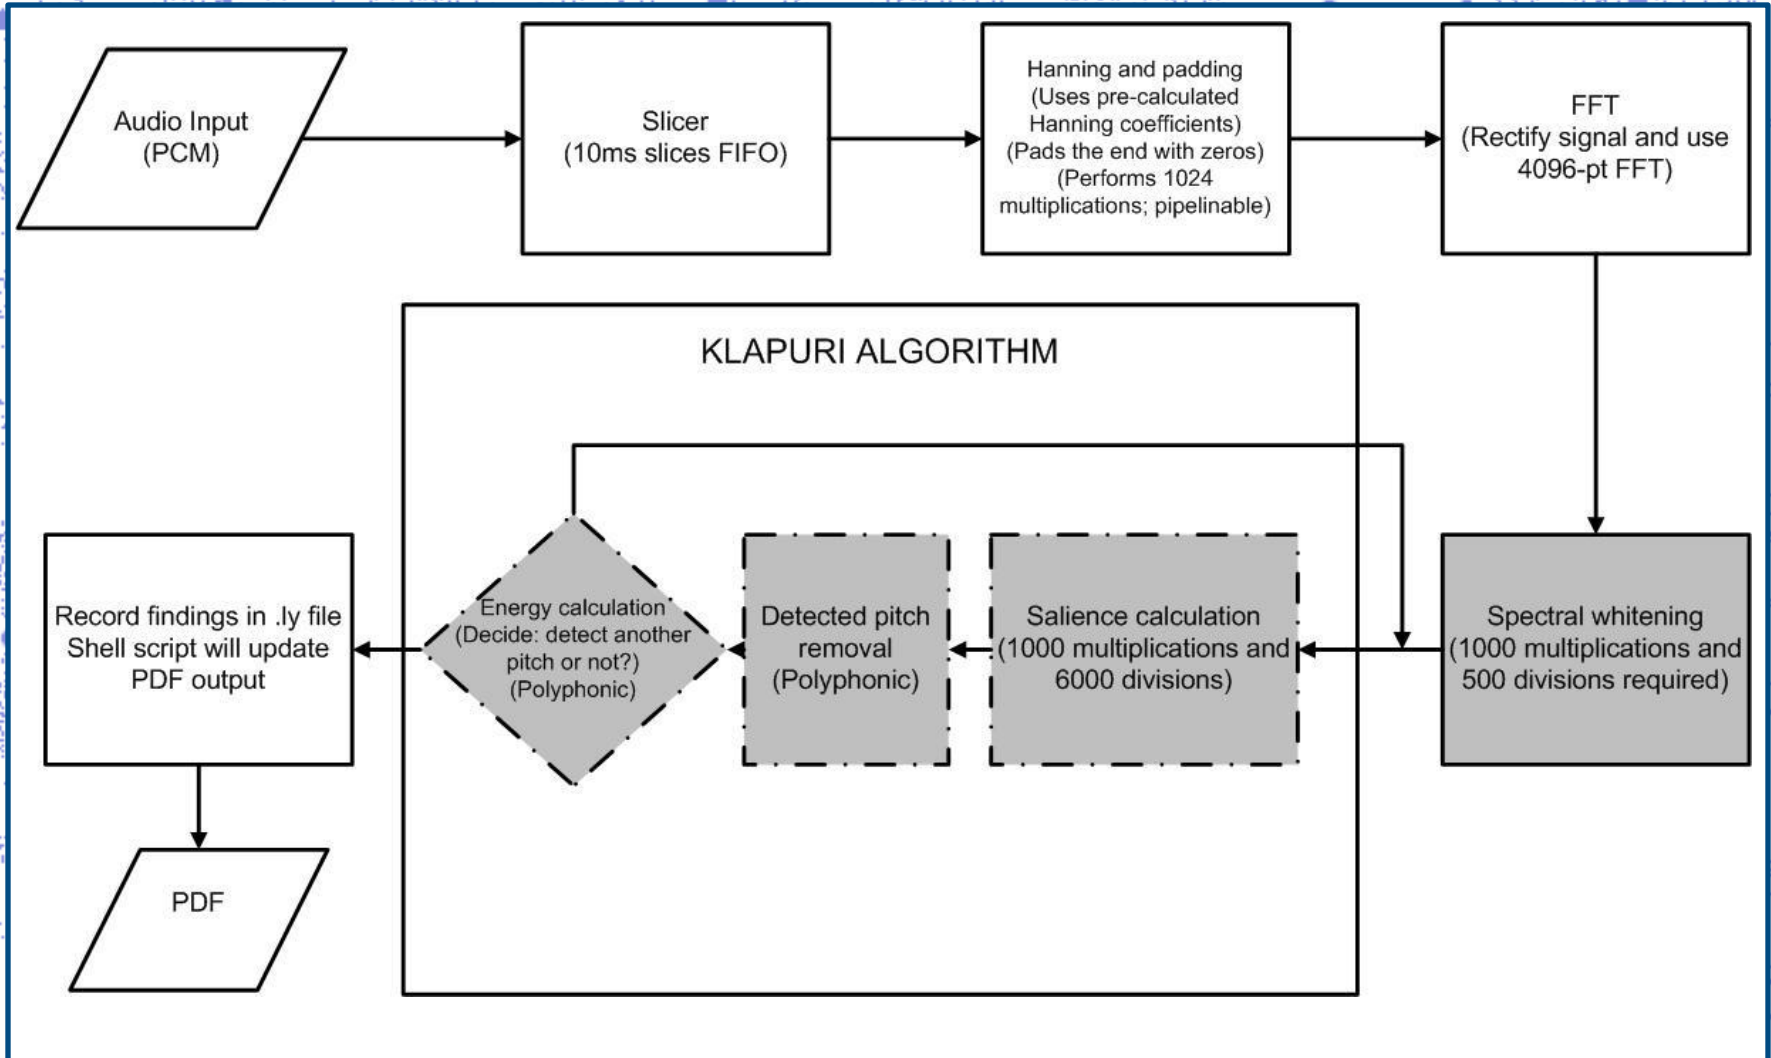 Audio Input
(PCM)
Slicer
(10ms slices FIFO)
Hanning and padding
(Uses pre-calculated
Hanning coefficients)
(Pads the end with zeros)
(Performs 1024
multiplications; pipelinable)
FFT
(Rectify signal and use
4096-pt FFT)
KLAPURI ALGORITHM
Record findings in .ly file
Shell script will update
PDF output
Energy calculation
(Decide: detect another
pitch or not?)
(Polyphonic)
Detected pitch
removal
(Polyphonic)
Salience calculation
(1000 multiplications and
6000 divisions)
Spectral whitening
(1000 multiplications and
500 divisions required)
PDF